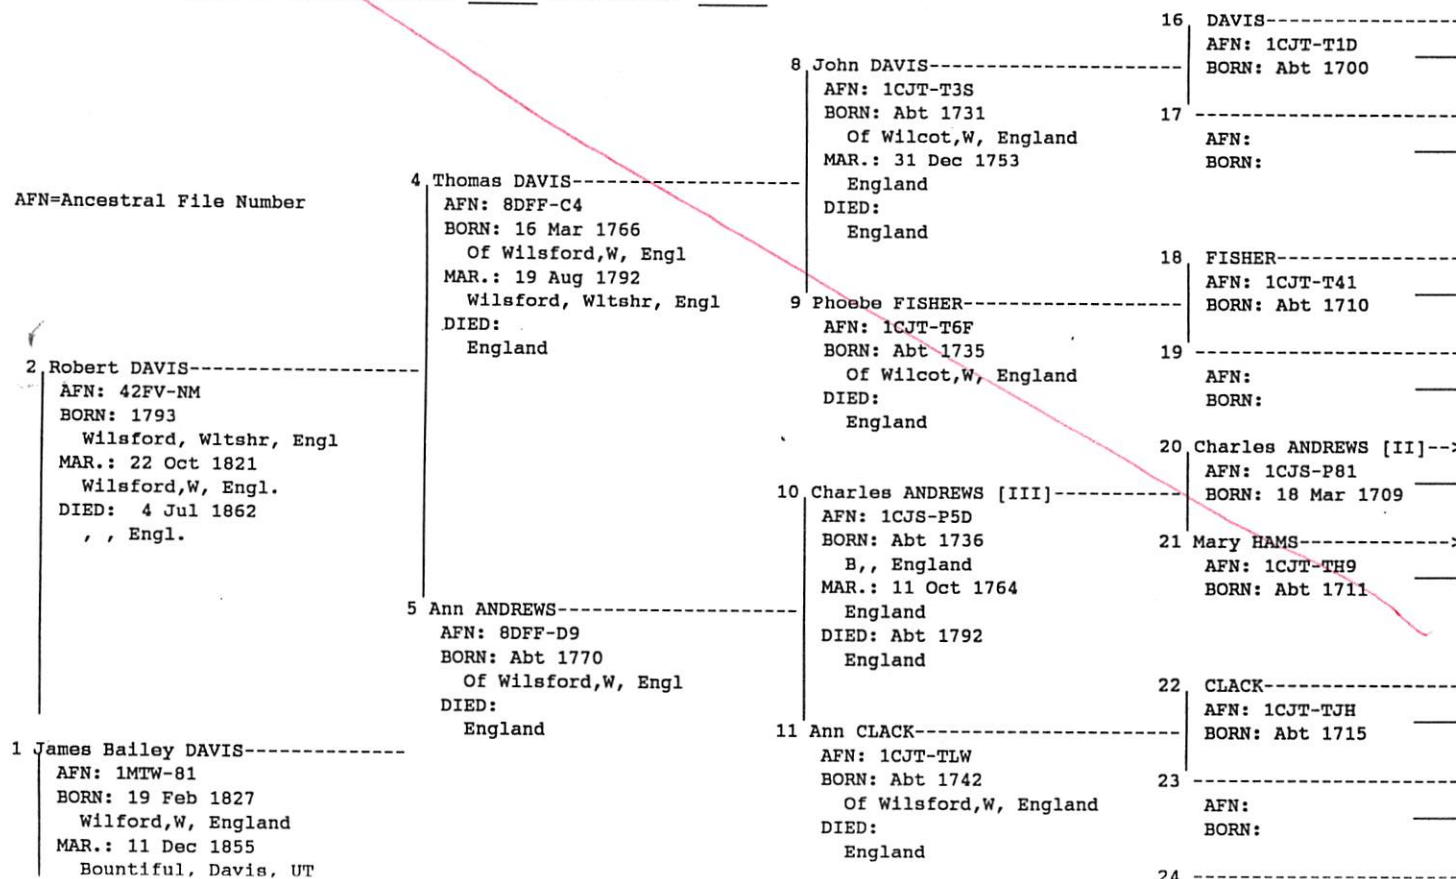 AFN=Ancestral File Number
2 Robert DAVIS
AFN: 42FV-NM
BORN: 1793
Wilsford, Wltshr, Engl
MAR.: 22 Oct 1821
Wilsford,W, Engl.
DIED: 4 Jul 1862
, , Engl.
1 James Bailey DAVIS
AFN: 1MTW-81
BORN: 19 Feb 1827
Wilford,W, England
MAR.: 11 Dec 1855
Bountiful, Davis, UT
4 Thomas DAVIS
AFN: 8DFF-C4
BORN: 16 Mar 1766
Of Wilsford,W, Engl
MAR.: 19 Aug 1792
Wilsford, Wltshr, Engl
DIED:
England
5 Ann ANDREWS
AFN: 8DFF-D9
BORN: Abt 1770
Of Wilsford,W, Engl
DIED:
England
8 John DAVIS
AFN: 1CJT-T3S
BORN: Abt 1731
Of Wilcot,W, England
MAR.: 31 Dec 1753
England
DIED:
England
9 Phoebe FISHER
AFN: 1CJT-T6F
BORN: Abt 1735
Of Wilcot,W, England
DIED:
England
10 Charles ANDREWS [III]
AFN: 1CJS-P5D
BORN: Abt 1736
B,, England
MAR.: 11 Oct 1764
England
DIED: Abt 1792
England
11 Ann CLACK
AFN: 1CJT-TLW
BORN: Abt 1742
Of Wilsford,W, England
DIED:
England
16 DAVIS
AFN: 1CJT-T1D
BORN: Abt 1700
17
AFN:
BORN:
18 FISHER
AFN: 1CJT-T41
BORN: Abt 1710
19
AFN:
BORN:
20 Charles ANDREWS [II]-->
AFN: 1CJS-P81
BORN: 18 Mar 1709
21 Mary HAMS------------->
AFN: 1CJT-TH9
BORN: Abt 1711
22 CLACK
AFN: 1CJT-TJH
BORN: Abt 1715
23
AFN:
BORN:
24